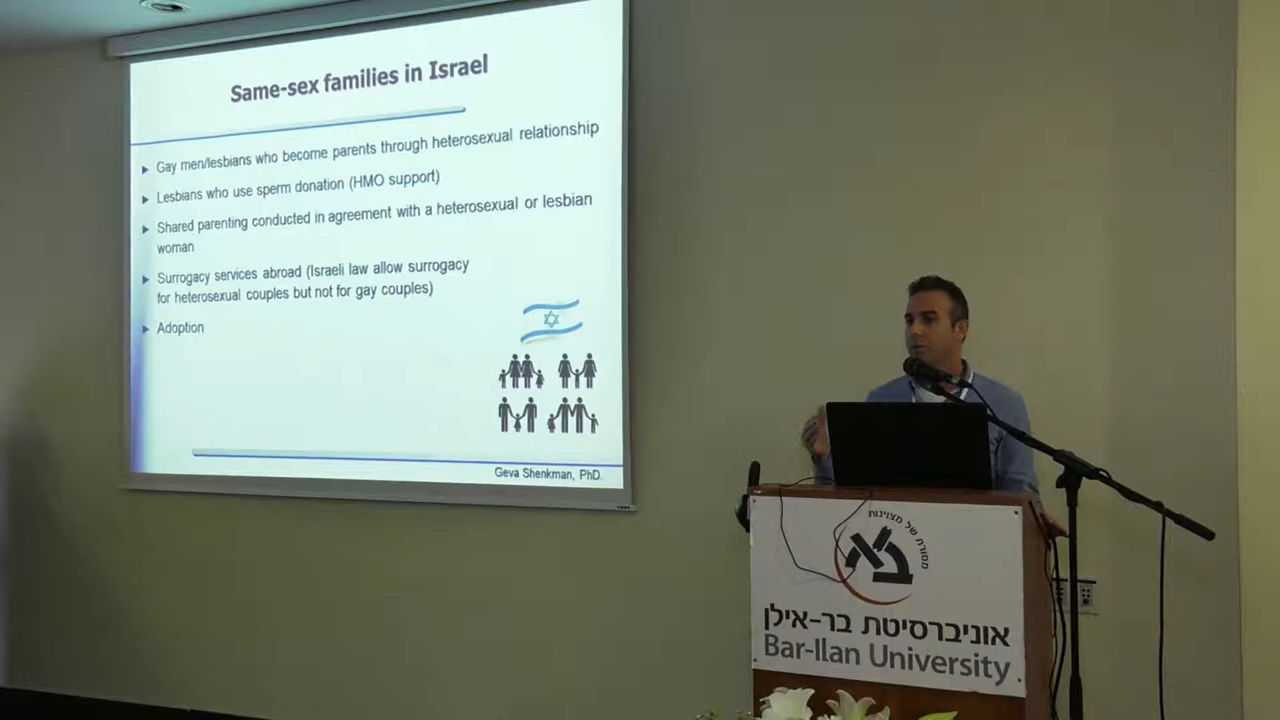 Same-sex families in Israel
Gay men/lesbians who become parents through heterosexual relationship
Lesbians who use sperm donation (HMO support)
Shared parenting conducted in agreement with a heterosexual or lesbian
woman
Surrogacy services abroad (Israeli law allow surrogacy
for heterosexual couples but not for gay couples)
Adoption
Geva Shenkman, PhD.
מסורת של מצוינות
בא
אוניברסיטת בר-אילן
Bar-Ilan University